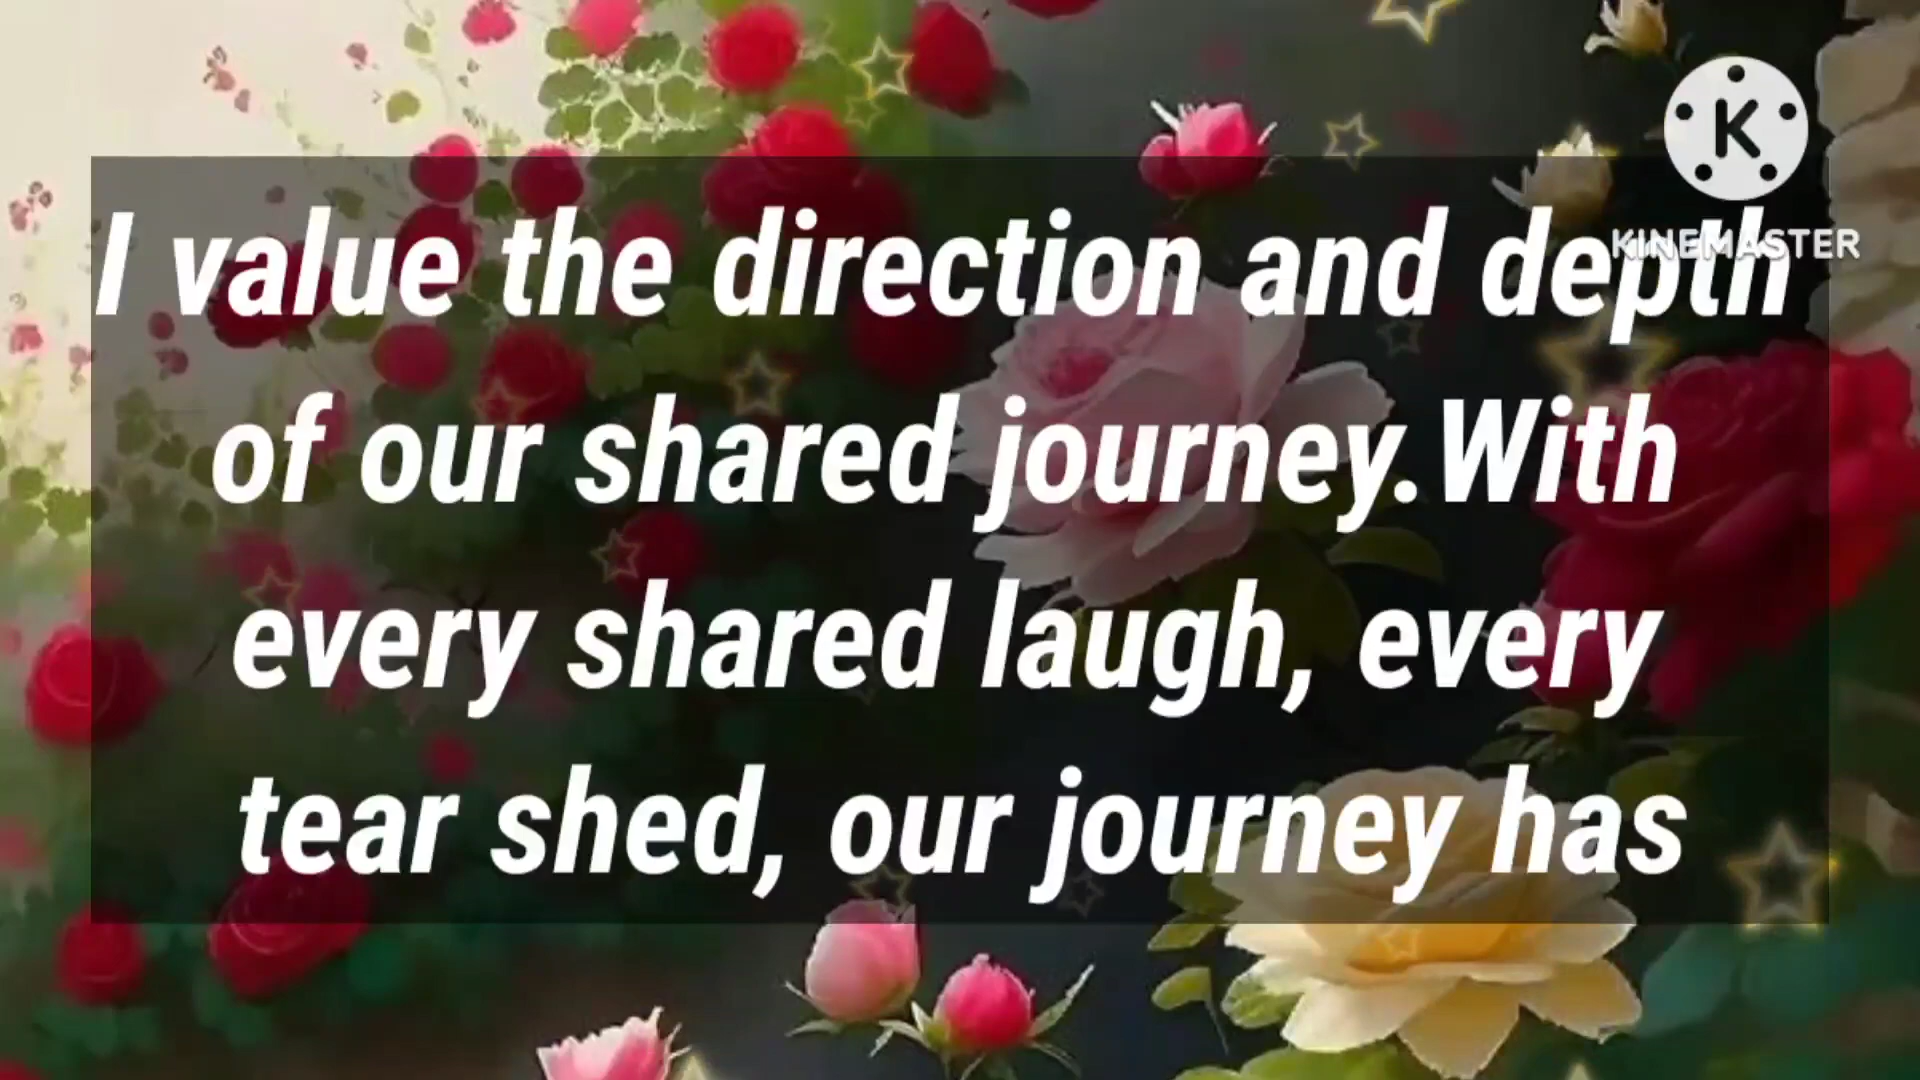 K
KINEMASTER
I value the direction and depth
of our shared journey.With
every shared laugh, every
tear shed, our journey has